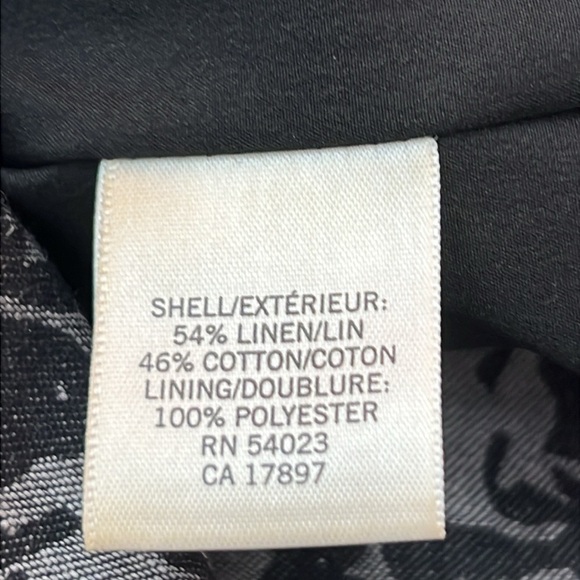 SHELL/EXTÉRIEUR:
54% LINEN/LIN
46% COTTON/COTON
LINING/DOUBLURE:
100% POLYESTER
RN 54023
CA 17897